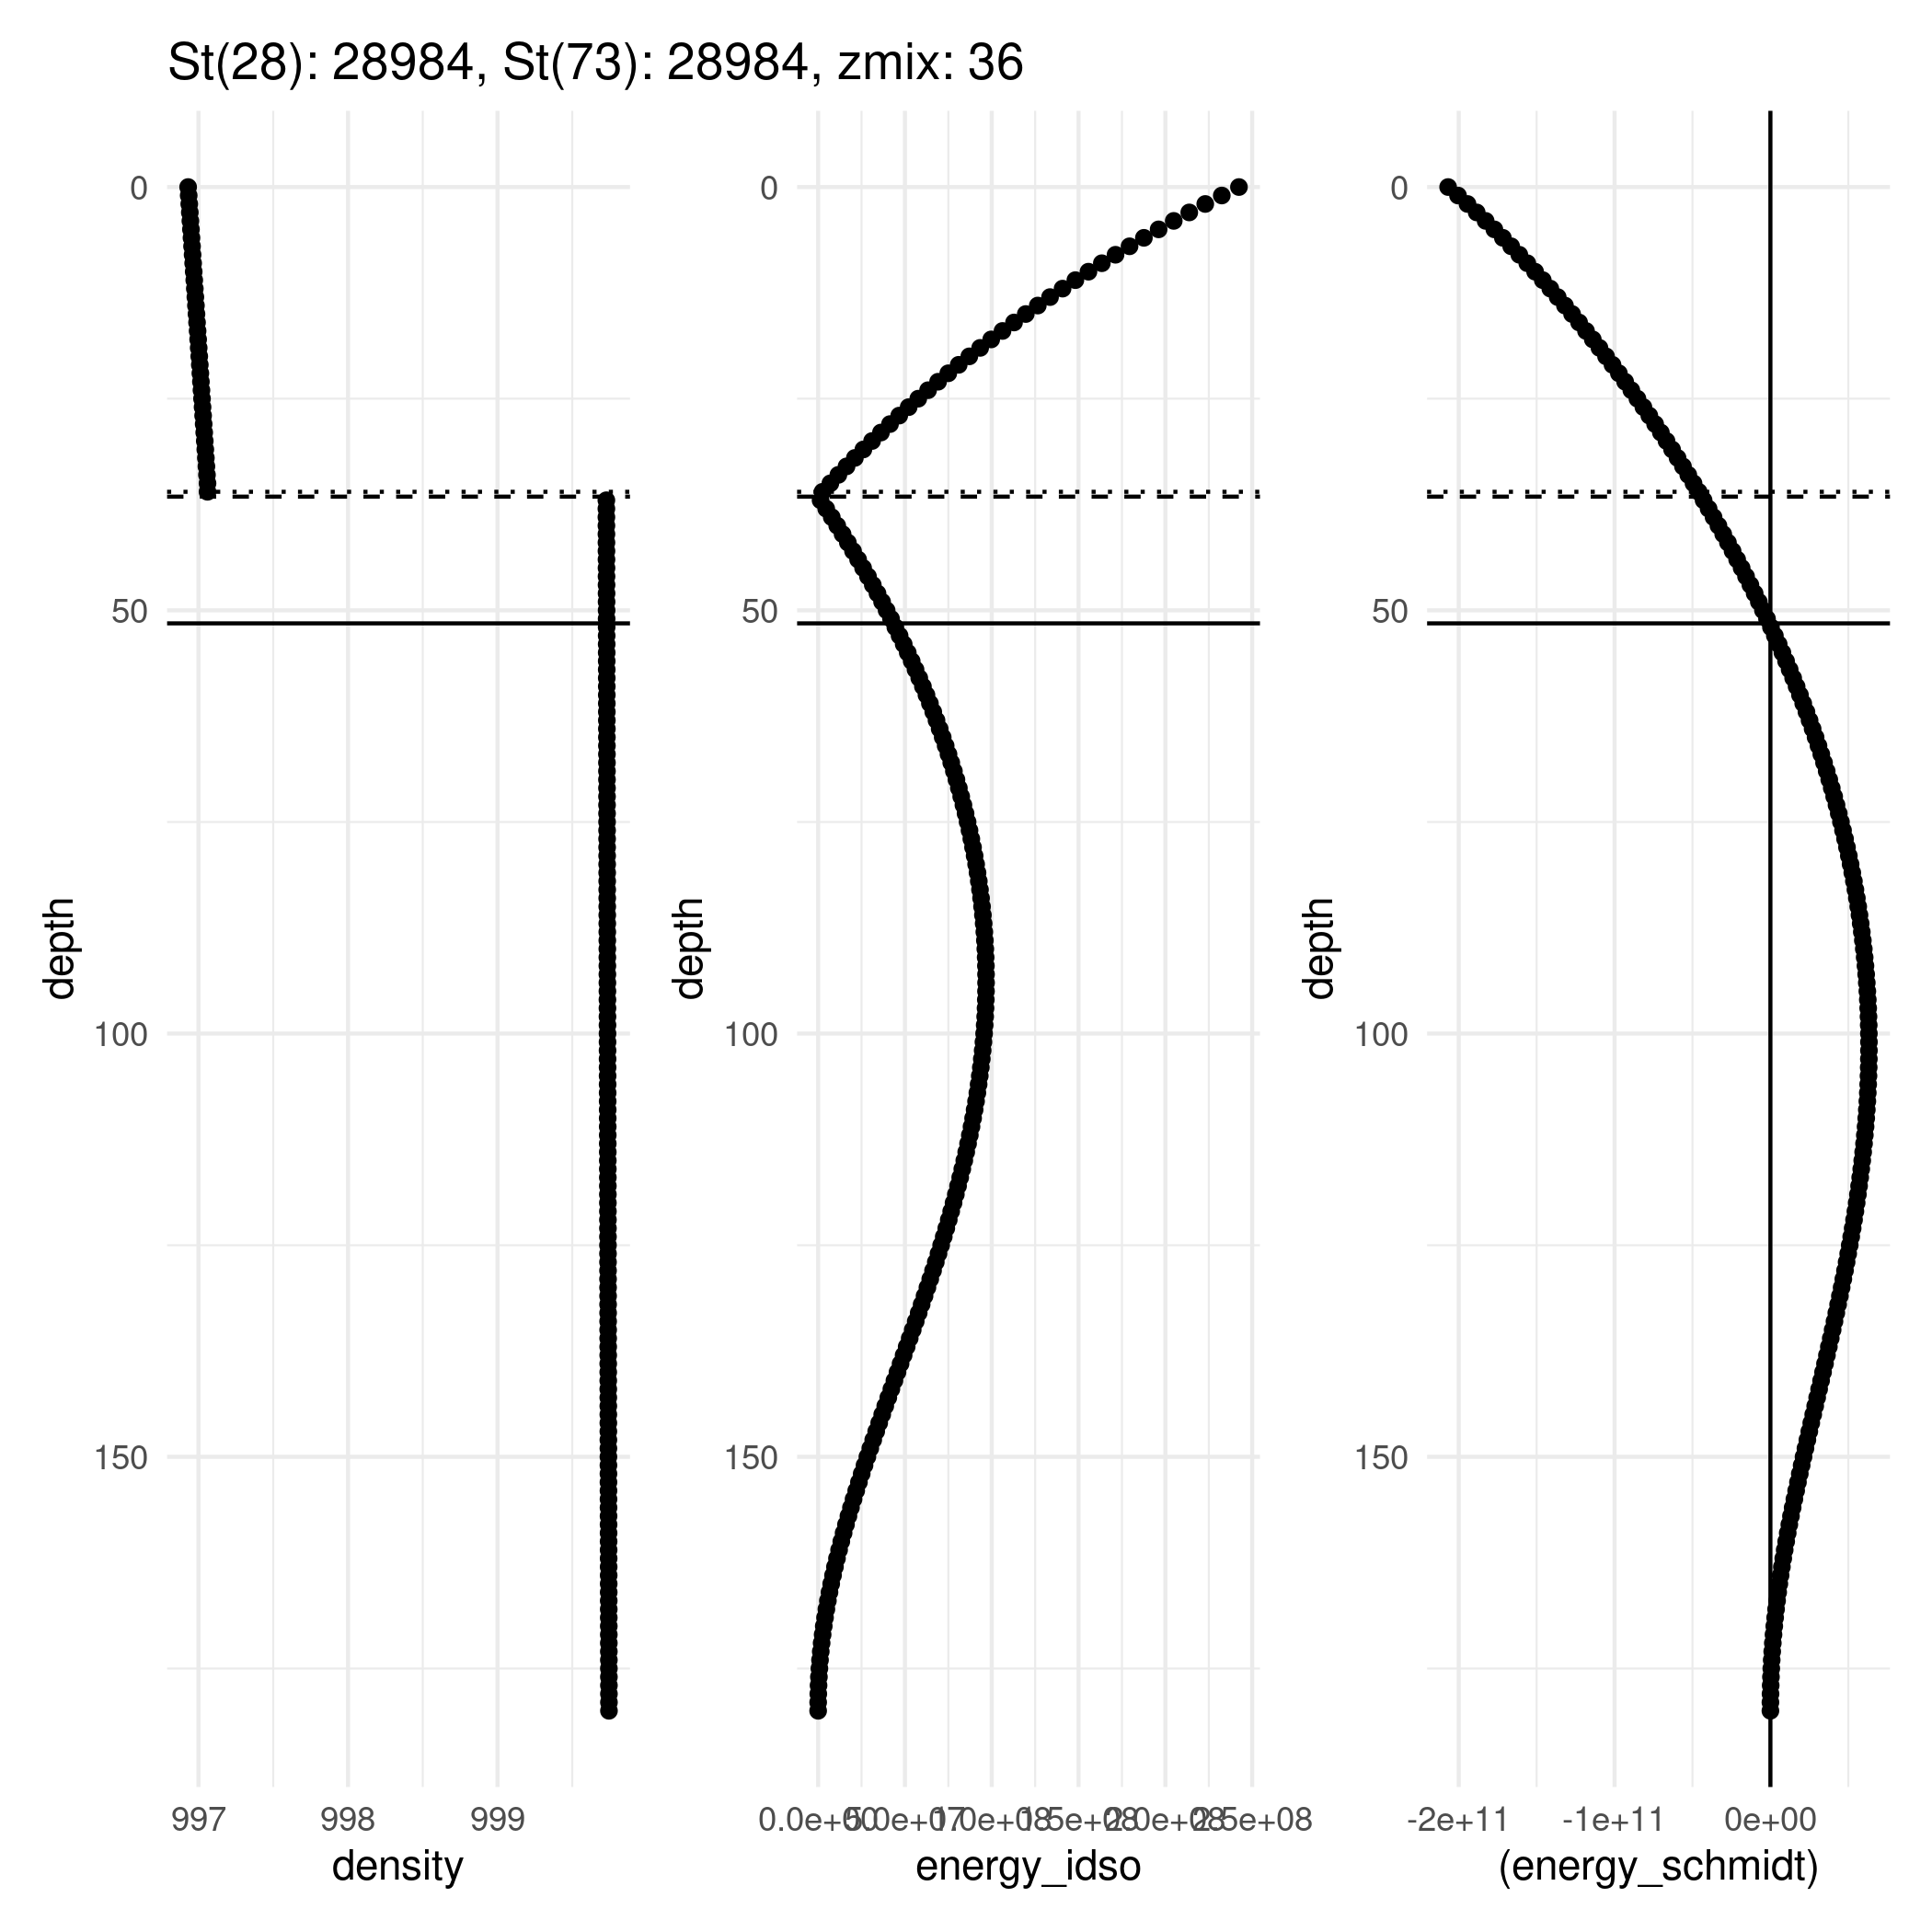 St(28): 28984, St(73): 28984, zmix: 36
depth
0
50
100
150
997 998 999
density
depth
0
50
100
150
0.0e+00 5.0e+07 1.0e+08 1.5e+08 2.0e+08 2.5e+08
energy_idso
depth
0
50
100
150
-2e+11 -1e+11 0e+00
(energy_schmidt)